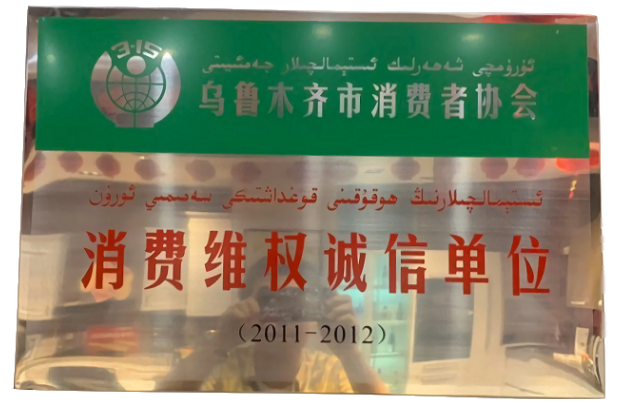 3·15
ئۈرۈمچى شەھەرلىك ئىستېمالچىلار جەمئىيىتى
乌鲁木齐市消费者协会
ئىستېمالچىلارنىڭ هوقۇقىنى قوغداشتىكى سەمىمىي ئورۇن
消费维权诚信单位
(2011-2012)